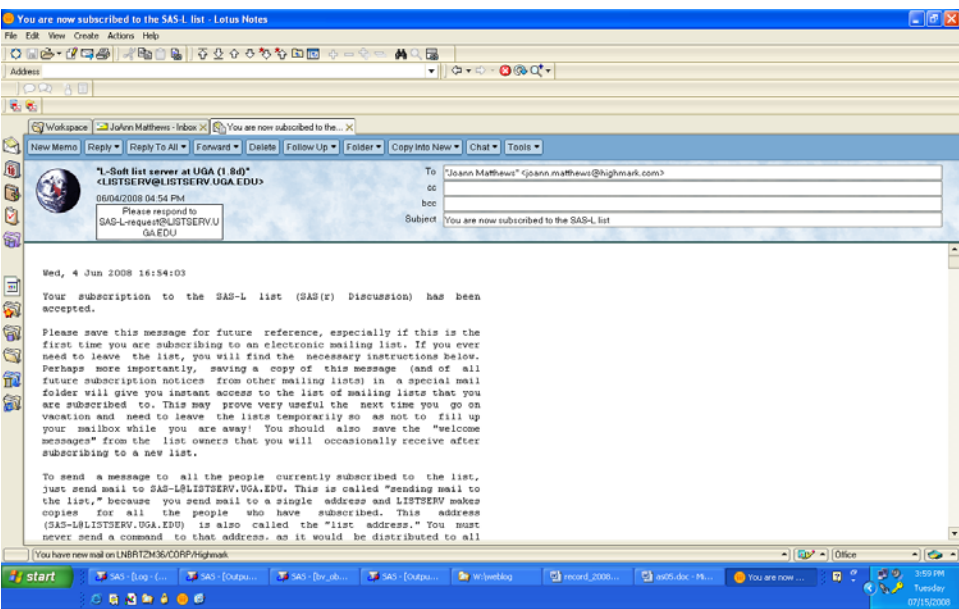 You are now subscribed to the SAS-L list - Lotus Notes
File Edit View Create Actions Help
Address
Workspace JoAnn Matthews - Inbox You are now subscribed to the...
New Memo Reply Reply To All Forward Delete Follow Up Folder Copy Into New Chat Tools
"L-Soft list server at UGA (1.8d)"
<LISTSERV@LISTSERV.UGA.EDU>
06/04/2008 04:54 PM
Please respond to
SAS-L-request@LISTSERV.U
GA.EDU
To "Joann Matthews" <joann.matthews@highmark.com>
cc
bcc
Subject You are now subscribed to the SAS-L list
Wed, 4 Jun 2008 16:54:03
Your subscription to the SAS-L list (SAS(r) Discussion) has been
accepted.
Please save this message for future reference, especially if this is the
first time you are subscribing to an electronic mailing list. If you ever
need to leave the list, you will find the necessary instructions below.
Perhaps more importantly, saving a copy of this message (and of all
future subscription notices from other mailing lists) in a special mail
folder will give you instant access to the list of mailing lists that you
are subscribed to. This may prove very useful the next time you go on
vacation and need to leave the lists temporarily so as not to fill up
your mailbox while you are away! You should also save the "welcome
messages" from the list owners that you will occasionally receive after
subscribing to a new list.
To send a message to all the people currently subscribed to the list,
just send mail to SAS-L@LISTSERV.UGA.EDU. This is called "sending mail to
the list," because you send mail to a single address and LISTSERV makes
copies for all the people who have subscribed. This address
(SAS-L@LISTSERV.UGA.EDU) is also called the "list address." You must
never send a command to that address, as it would be distributed to all
You have new mail on LNBRTZM36/CORP/Highmark Office
start SAS - [Log - (... SAS - [Outpu... SAS - [bv_ob... SAS - [Outpu... W:\weblog record_2008... as05.doc - Mi... You are now ... 3:59 PM
Tuesday
07/15/2008